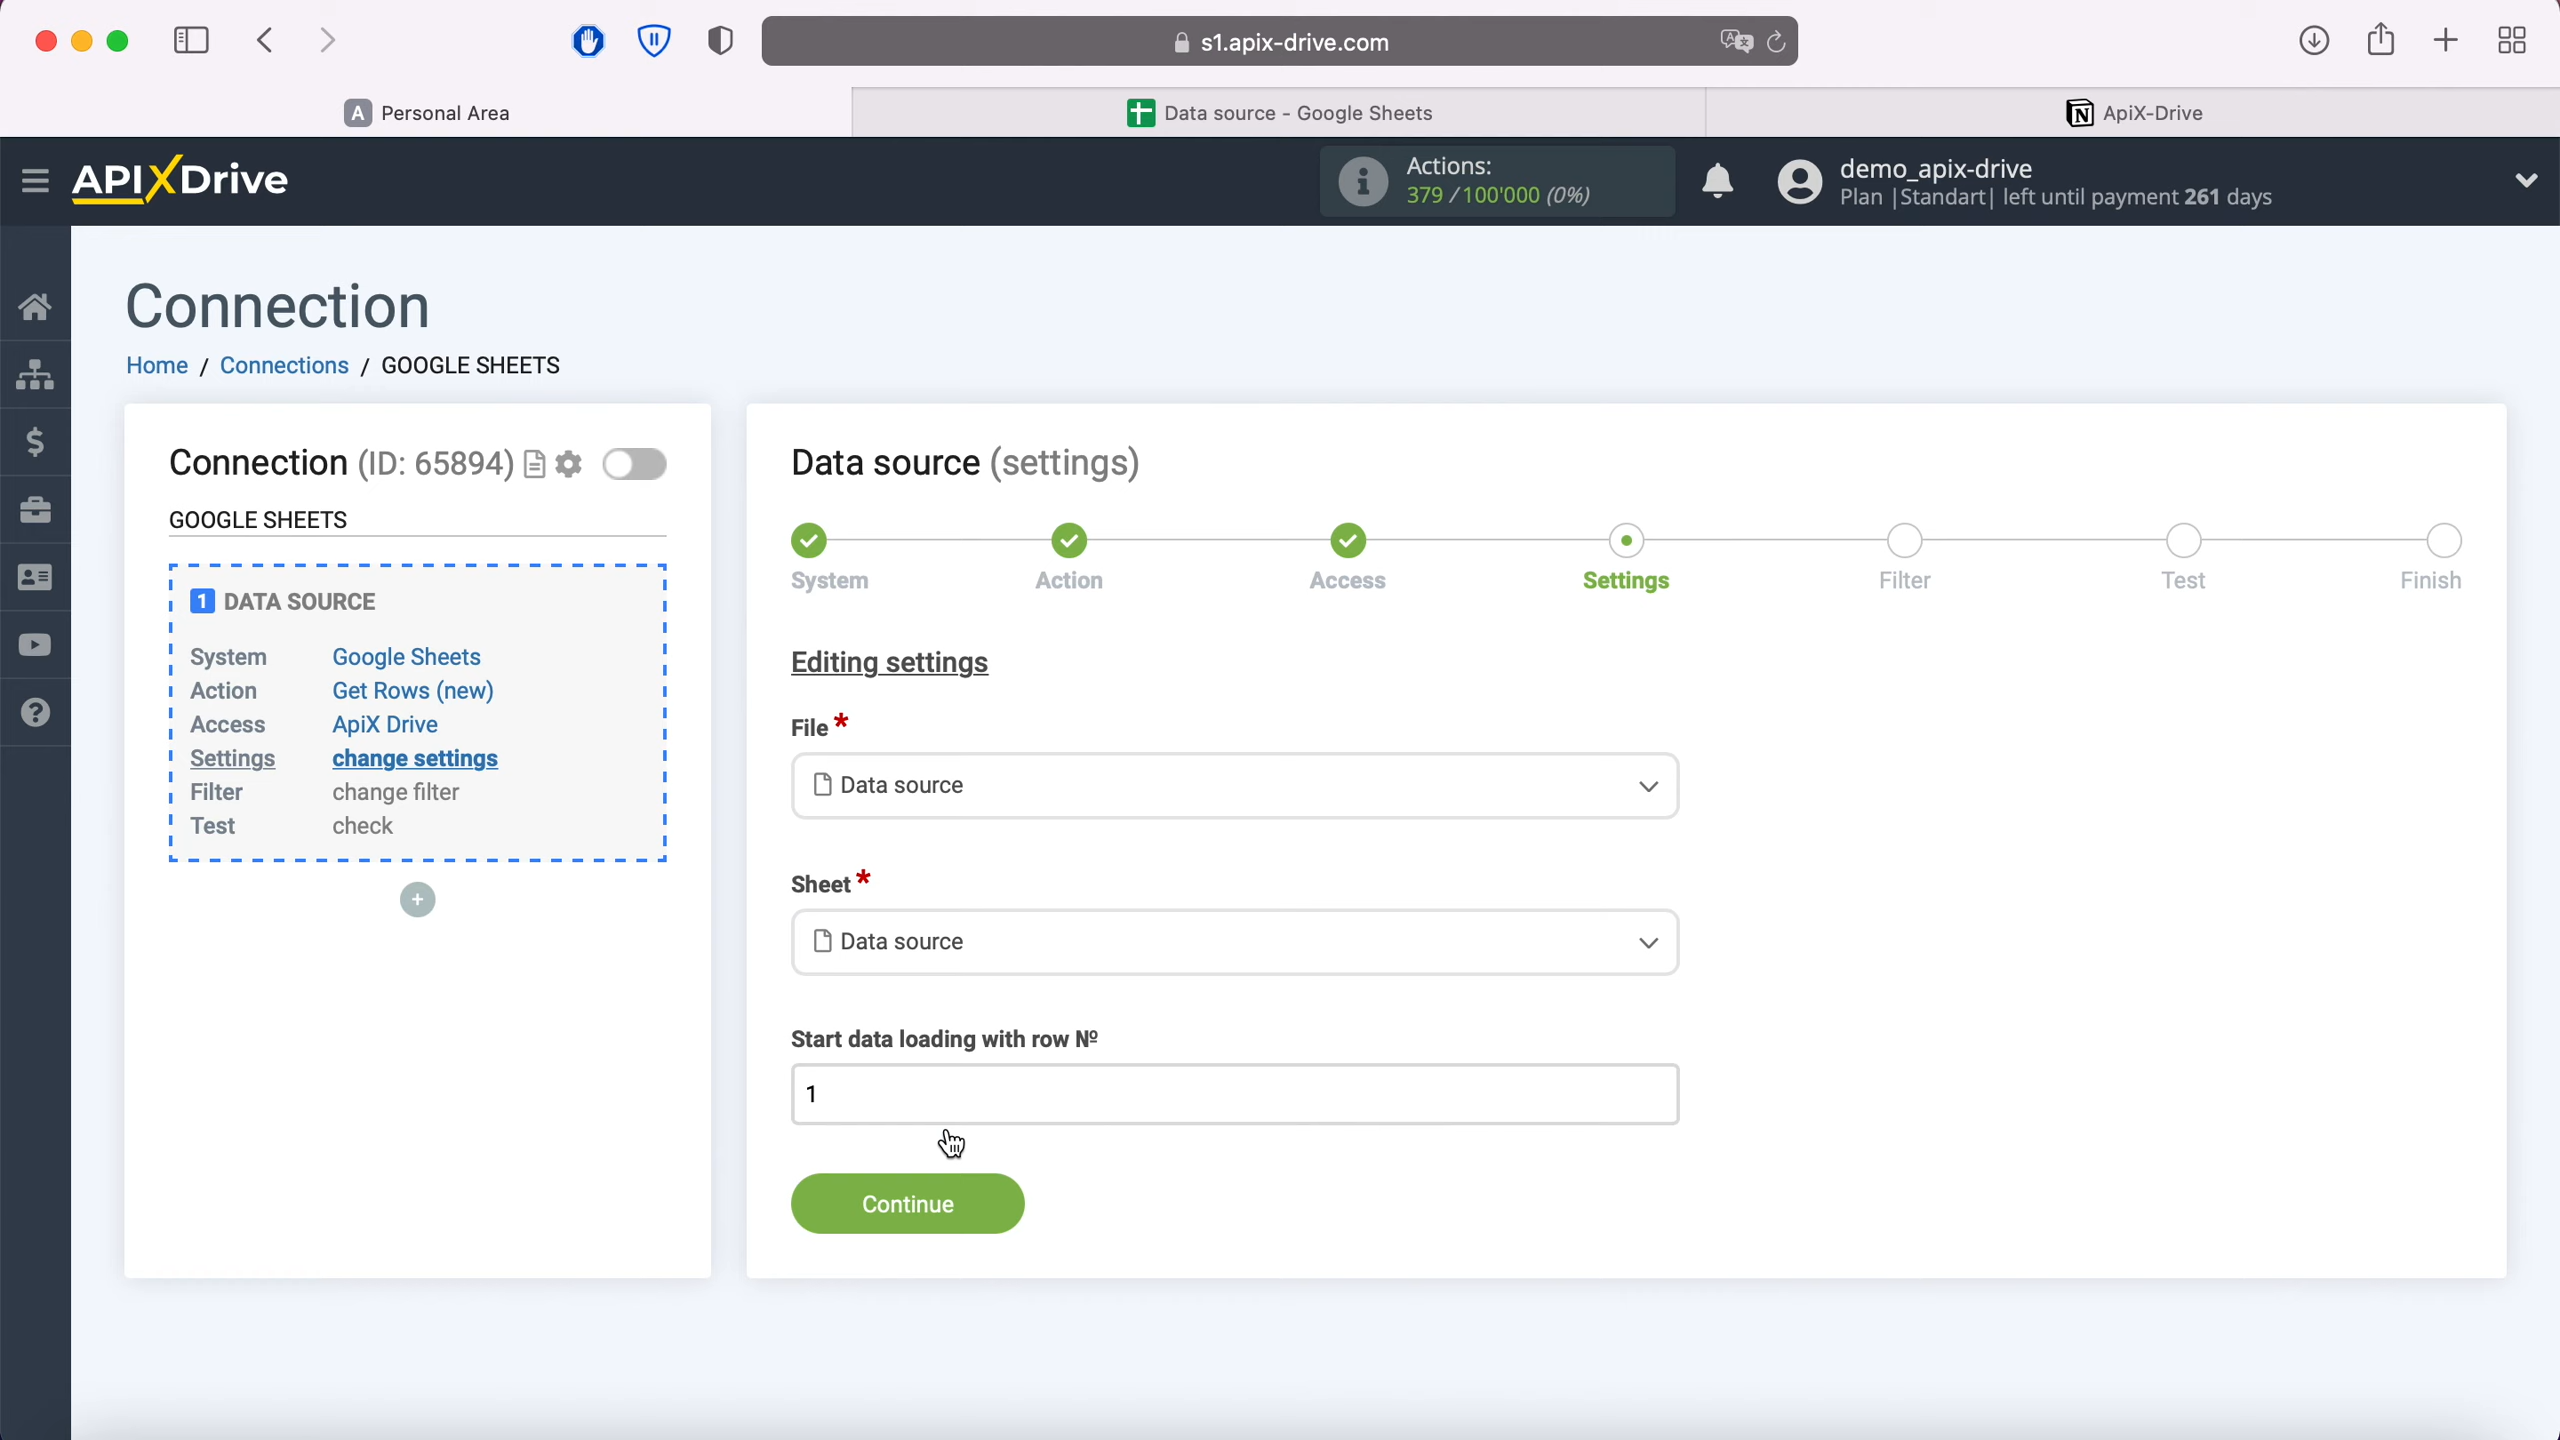 s1.apix-drive.com
Personal Area
Data source - Google Sheets
ApiX-Drive
APIXDrive
Actions:
379 / 100'000 (0%)
demo_apix-drive
Plan |Standart| left until payment 261 days
Connection
Home / Connections / GOOGLE SHEETS
Connection (ID: 65894)
GOOGLE SHEETS
1 DATA SOURCE
System Google Sheets
Action Get Rows (new)
Access ApiX Drive
Settings change settings
Filter change filter
Test check
Data source (settings)
System
Action
Access
Settings
Filter
Test
Finish
Editing settings
File *
Data source
Sheet *
Data source
Start data loading with row №
1
Continue